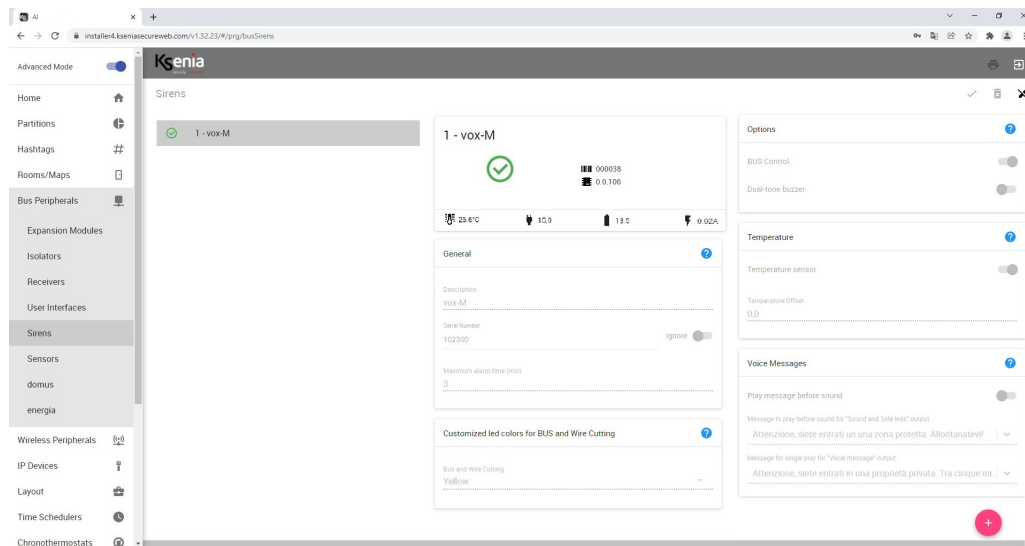 AI
installer4.kseniasecureweb.com/v1.32.23/#/prg/busSirens
Advanced Mode
Ksenia
Home
Partitions
Hashtags
Rooms/Maps
Bus Peripherals
Expansion Modules
Isolators
Receivers
User Interfaces
Sirens
Sensors
domus
energia
Wireless Peripherals
IP Devices
Layout
Time Schedulers
Chronothermostats
Sirens
1 - vox-M
1 - vox-M
000038
0.0.106
0.02A
General
Description
vox-M
Serial Number
102300
Ignore
Maximum alarm time (min)
3
Customized led colors for BUS and Wire Cutting
Bus and Wire Cutting
Yellow
Options
BUS Control
Dual-tone buzzer
Temperature
Temperature sensor
Temperature Offset
0,0
Voice Messages
Play message before sound
Message to play before sound for "Sound and Side leds" output
Attenzione, siete entrati un una zona protetta. Allontanatevi!
Message for single play for "Vocal message" output
Attenzione, siete entrati in una proprietà privata. Tra cinque mi...